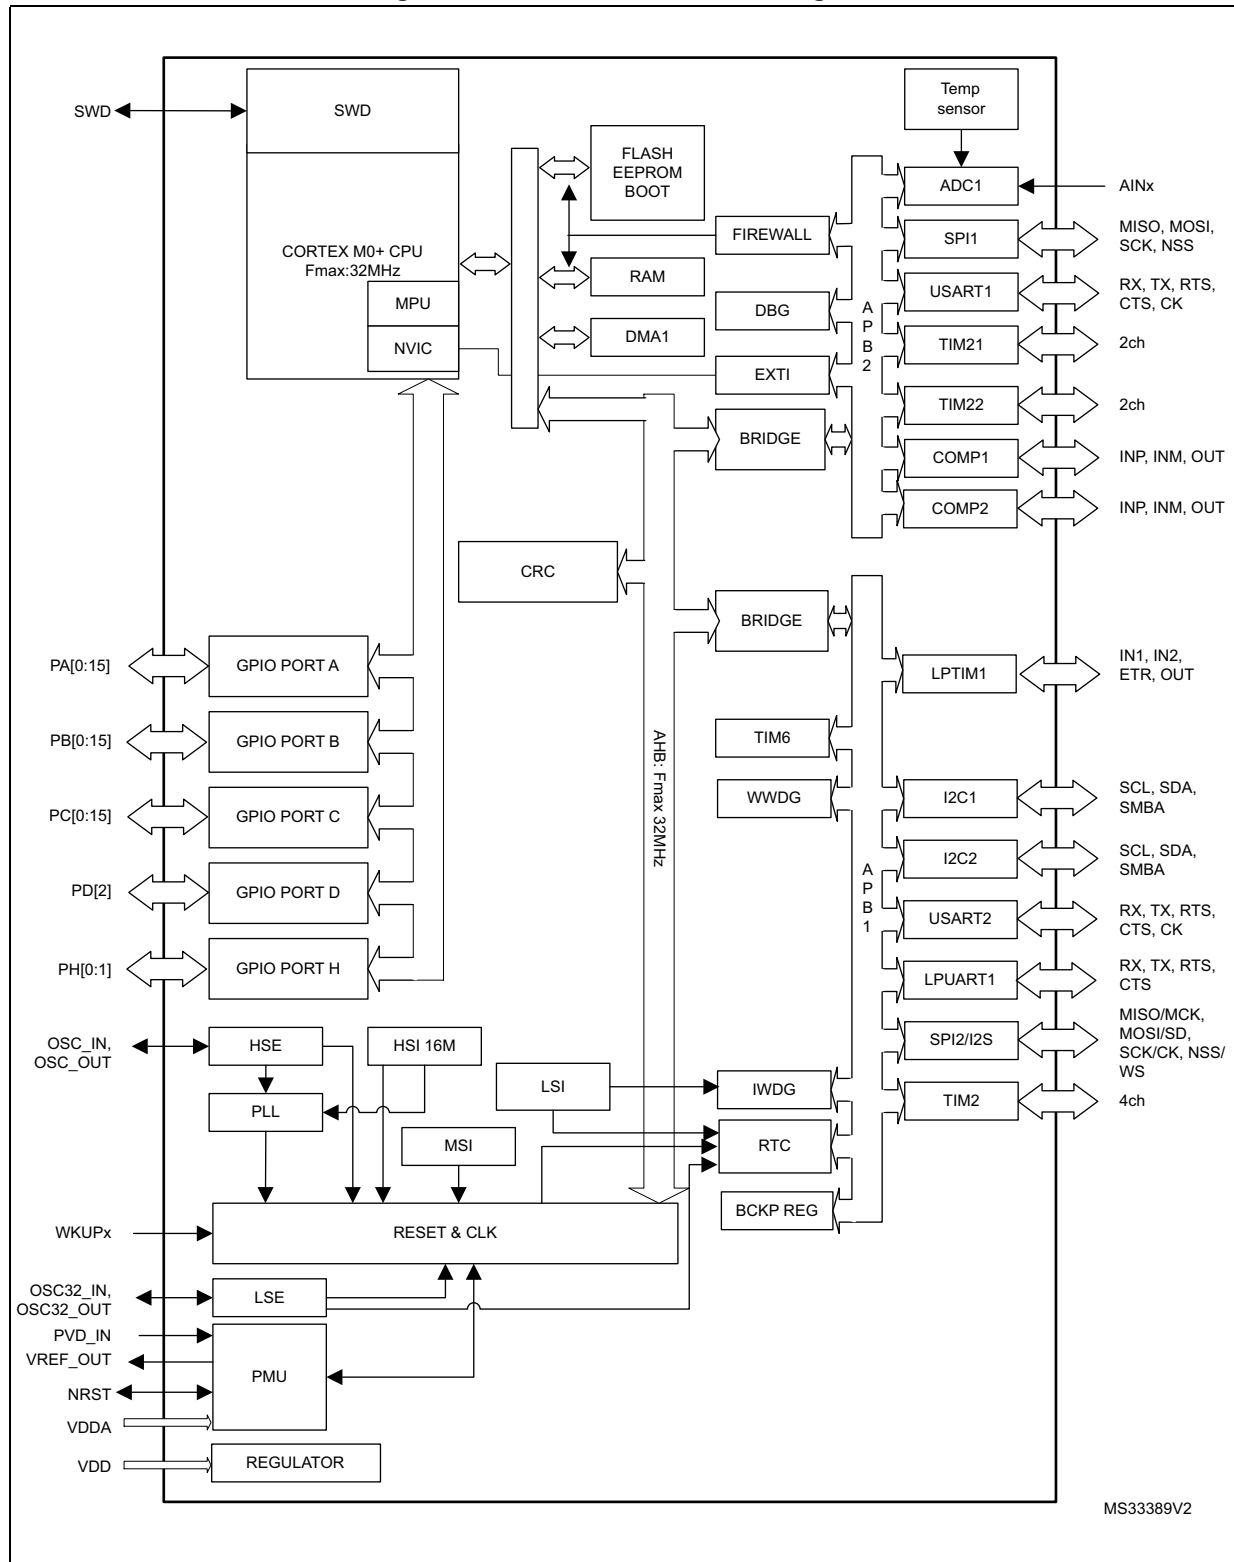 SWD
SWD
CORTEX M0+ CPU
Fmax:32MHz
MPU
NVIC
FLASH
EEPROM
BOOT
RAM
DMA1
FIREWALL
DBG
EXTI
BRIDGE
A
P
B
2
Temp
sensor
ADC1
AINx
SPI1
MISO, MOSI,
SCK, NSS
USART1
RX, TX, RTS,
CTS, CK
TIM21
2ch
TIM22
2ch
COMP1
INP, INM, OUT
COMP2
INP, INM, OUT
CRC
BRIDGE
AHB: Fmax 32MHz
PA[0:15]
GPIO PORT A
PB[0:15]
GPIO PORT B
PC[0:15]
GPIO PORT C
PD[2]
GPIO PORT D
PH[0:1]
GPIO PORT H
LPTIM1
IN1, IN2,
ETR, OUT
TIM6
WWDG
A
P
B
1
I2C1
SCL, SDA,
SMBA
I2C2
SCL, SDA,
SMBA
USART2
RX, TX, RTS,
CTS, CK
LPUART1
RX, TX, RTS,
CTS
SPI2/I2S
MISO/MCK,
MOSI/SD,
SCK/CK, NSS/
WS
TIM2
4ch
OSC_IN,
OSC_OUT
HSE
HSI 16M
PLL
LSI
IWDG
MSI
RTC
BCKP REG
WKUPx
RESET & CLK
OSC32_IN,
OSC32_OUT
LSE
PVD_IN
VREF_OUT
PMU
NRST
VDDA
VDD
REGULATOR
MS33389V2